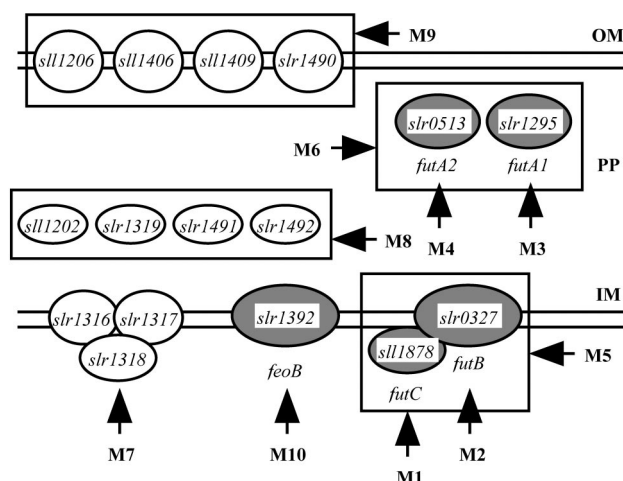 M9 OM
sll1206 sll1406 sll1409 slr1490
slr0513 slr1295
M6
futA2 futA1 PP
sll1202 slr1319 slr1491 slr1492 M8 M4 M3
IM
slr1316 slr1317 slr1392 slr0327
slr1318 sll1878 M5
feoB futB
futC
M7 M10 M2
M1